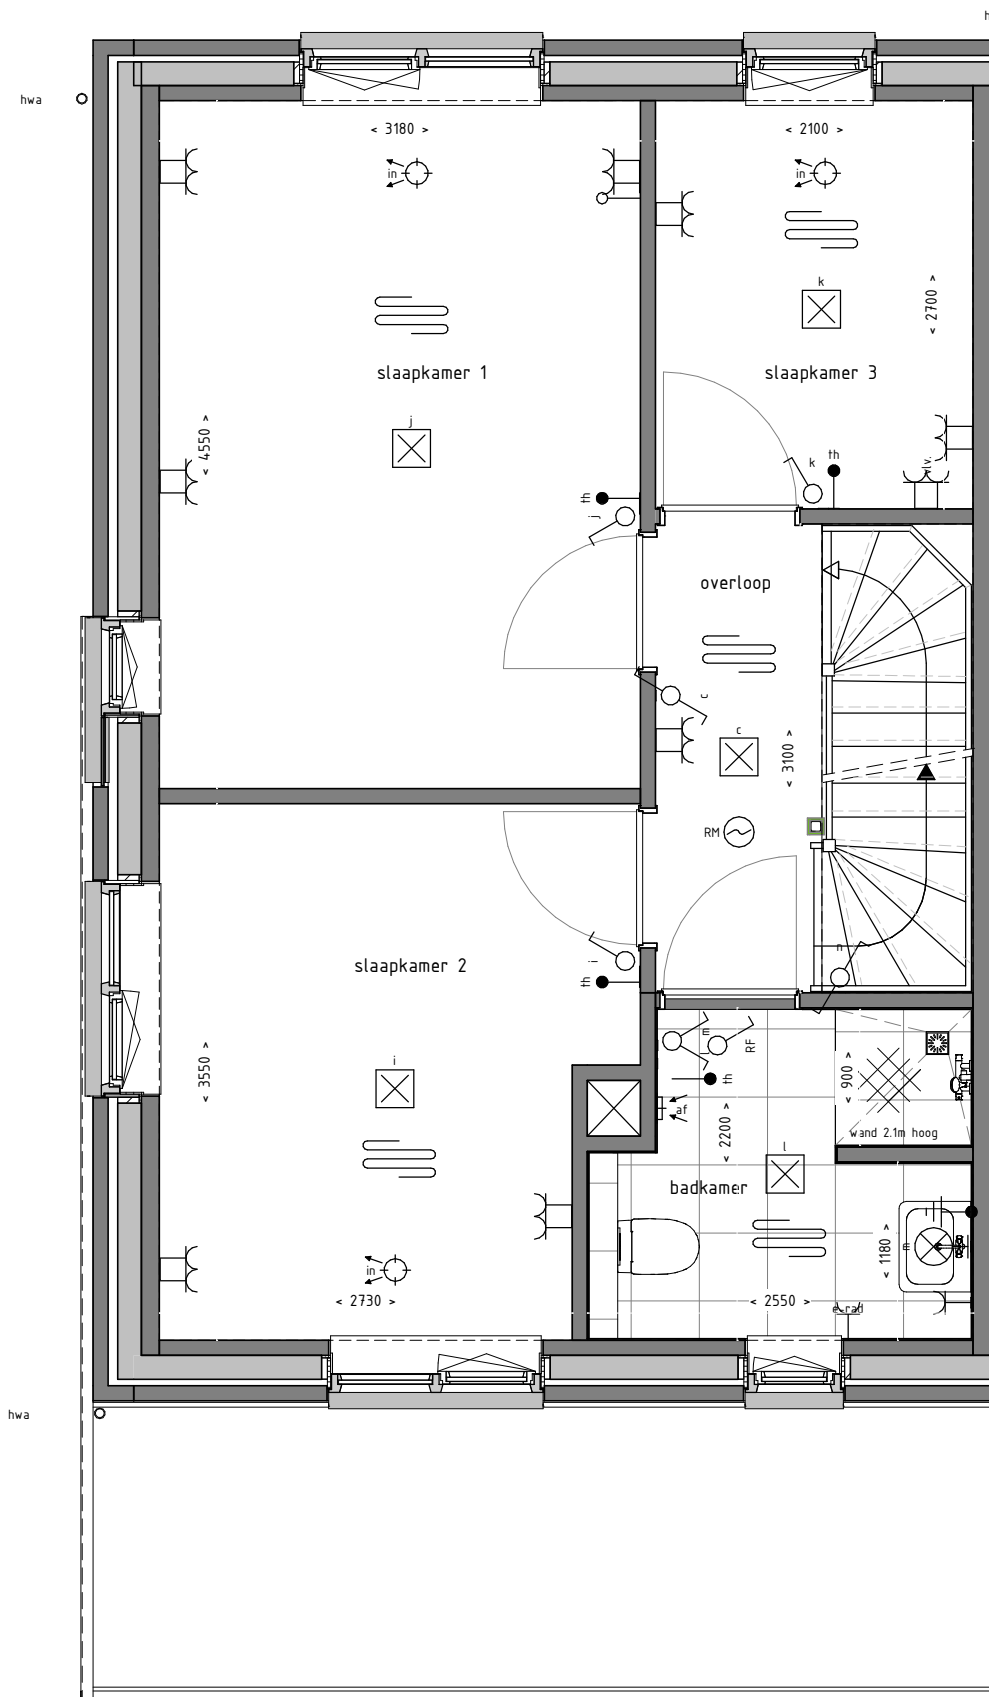 hwa
< 3180 >
< 2100 >
in
in
k
< 2700 >
slaapkamer 1
slaapkamer 3
j
< 4550 >
k
th
wv.
th
j
overloop
c
c
< 3100 >
RM
n
slaapkamer 2
i
th
m
l
RF
th
< 900 >
af
< 3550 >
i
< 2200 >
wand 2.1m hoog
l
badkamer
l
m
< 1180 >
in
< 2730 >
< 2550 >
e-rad
hwa